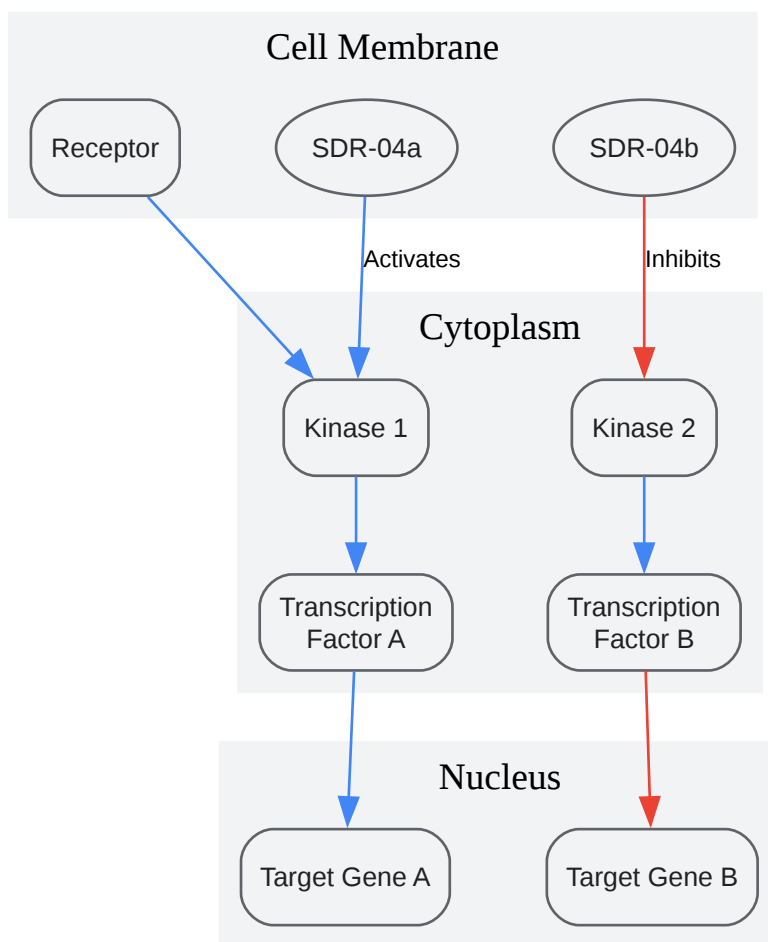 Cell Membrane
Receptor
SDR-04a
SDR-04b
Activates
Inhibits
Cytoplasm
Kinase 1
Kinase 2
Transcription
Factor A
Transcription
Factor B
Nucleus
Target Gene A
Target Gene B